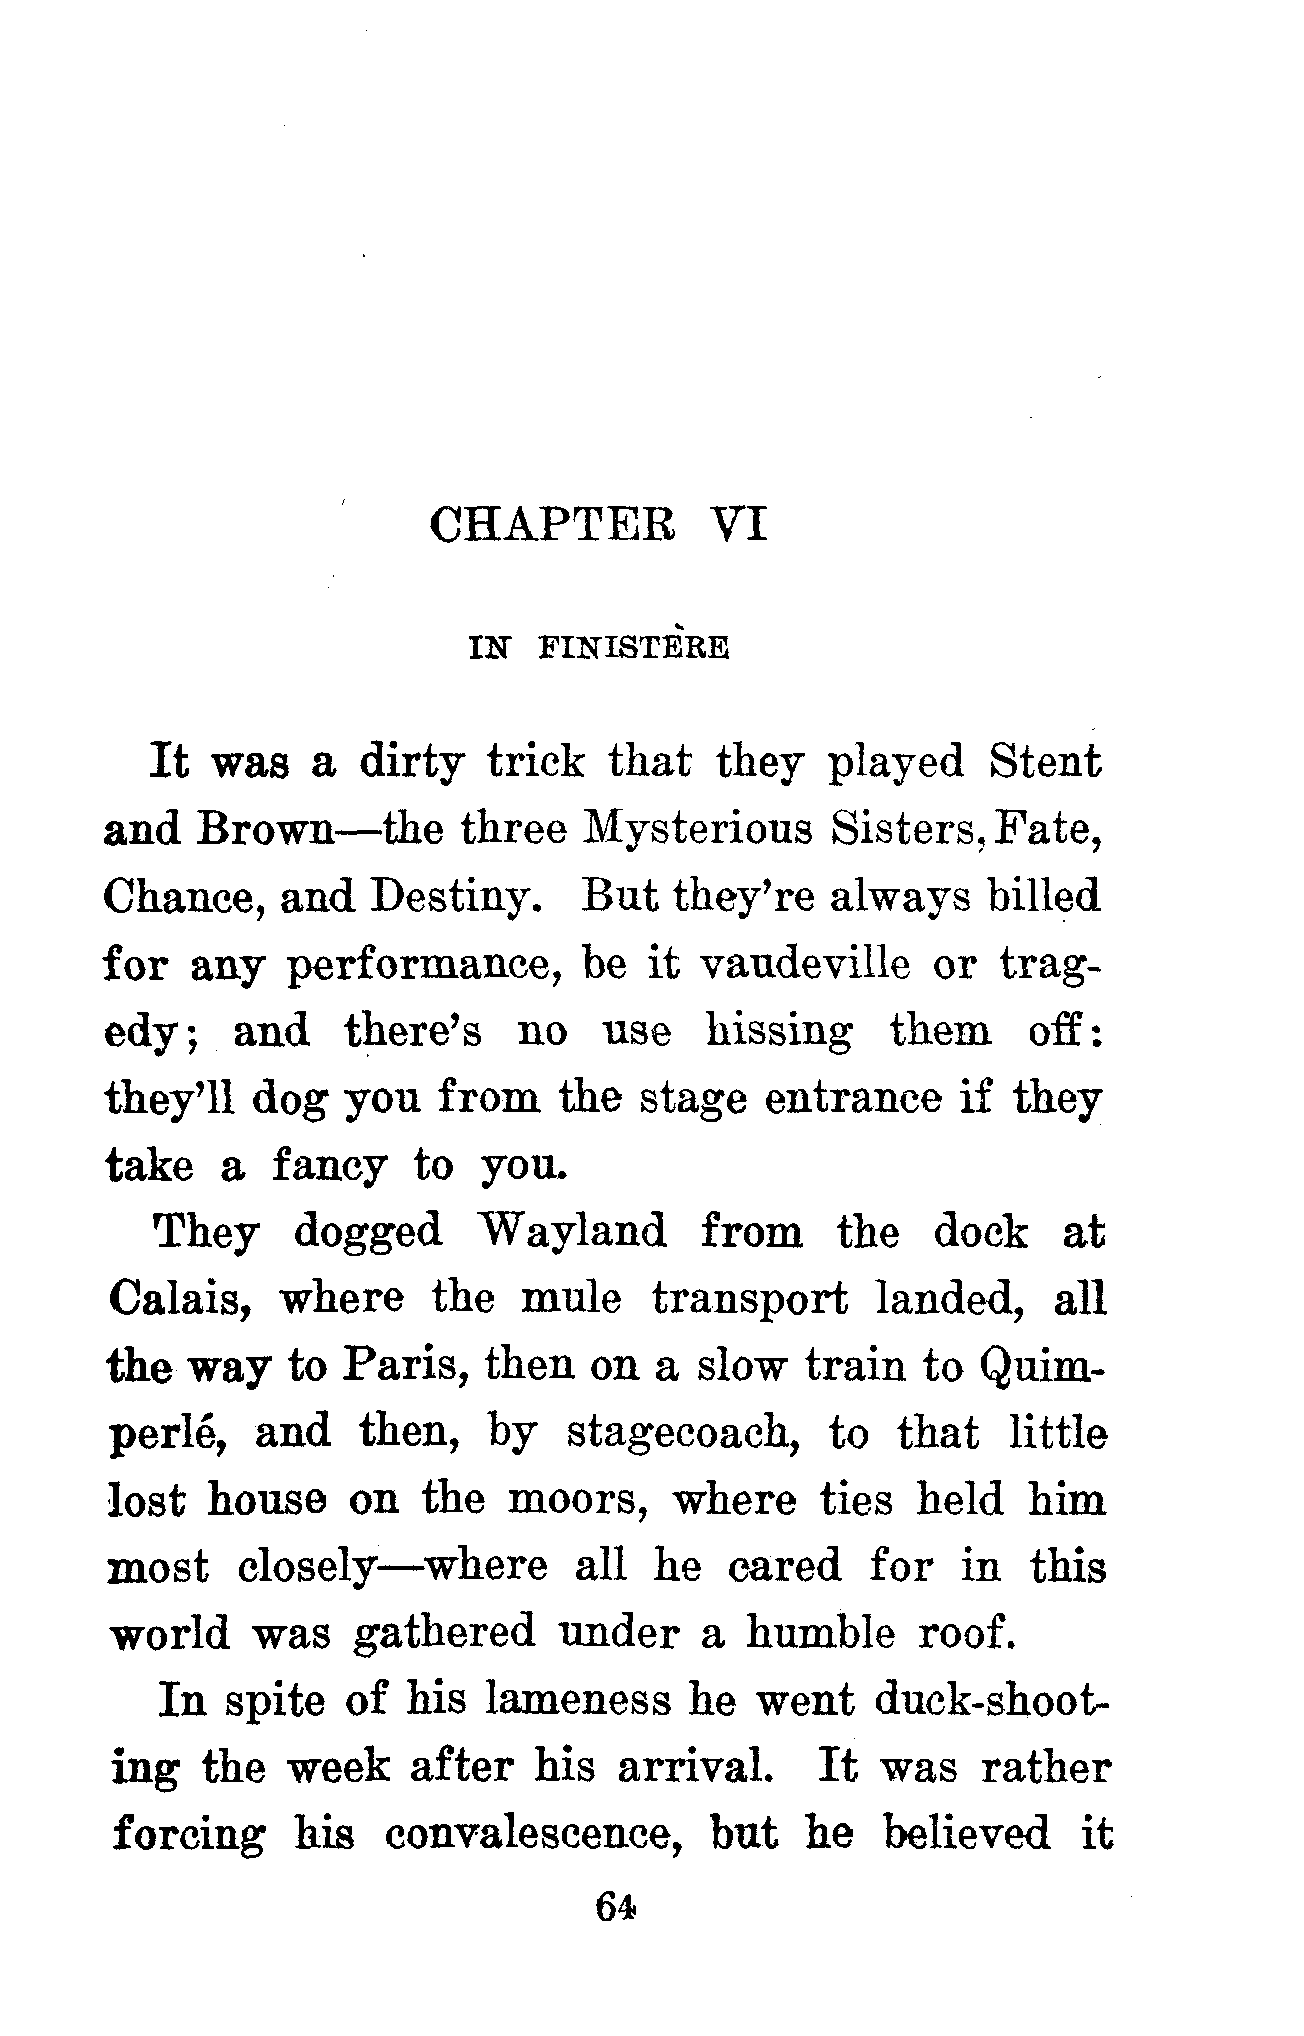 CHAPTER VI
IN FINISTÈRE
It was a dirty trick that they played Stent
and Brown—the three Mysterious Sisters, Fate,
Chance, and Destiny. But they're always billed
for any performance, be it vaudeville or trag-
edy; and there's no use hissing them off:
they'll dog you from the stage entrance if they
take a fancy to you.
They dogged Wayland from the dock at
Calais, where the mule transport landed, all
the way to Paris, then on a slow train to Quim-
perlé, and then, by stagecoach, to that little
lost house on the moors, where ties held him
most closely—where all he cared for in this
world was gathered under a humble roof.
In spite of his lameness he went duck-shoot-
ing the week after his arrival. It was rather
forcing his convalescence, but he believed it
64